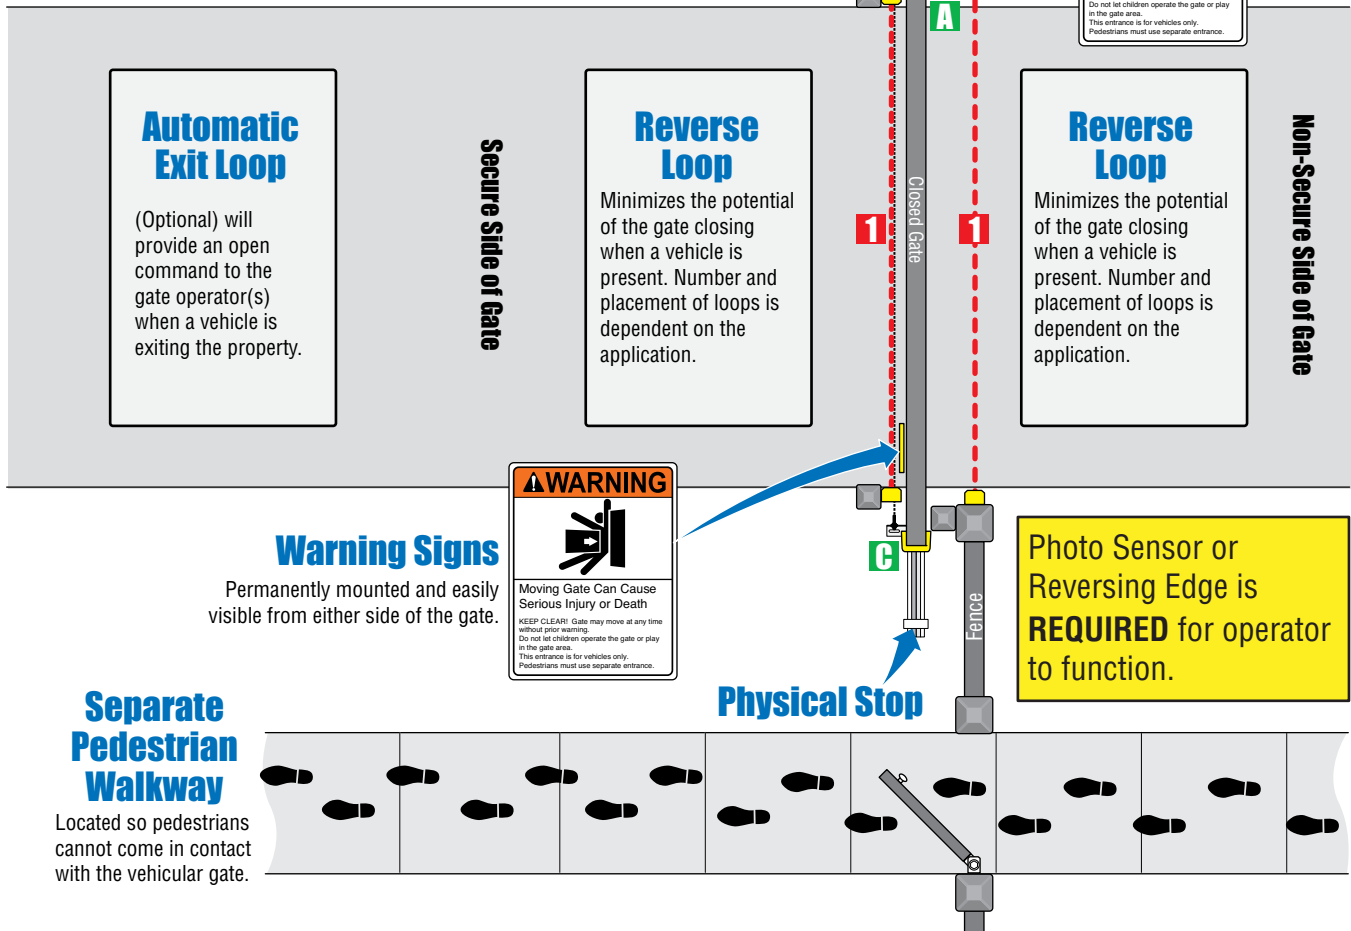 A
Do not let children operate the gate or play
in the gate area.
This entrance is for vehicles only.
Pedestrians must use separate entrance.
Automatic
Exit Loop
(Optional) will
provide an open
command to the
gate operator(s)
when a vehicle is
exiting the property.
Secure Side of Gate
Reverse
Loop
Minimizes the potential
of the gate closing
when a vehicle is
present. Number and
placement of loops is
dependent on the
application.
1
Closed Gate
1
Reverse
Loop
Minimizes the potential
of the gate closing
when a vehicle is
present. Number and
placement of loops is
dependent on the
application.
Non-Secure Side of Gate
Warning Signs
Permanently mounted and easily
visible from either side of the gate.
WARNING
Moving Gate Can Cause
Serious Injury or Death
KEEP CLEAR! Gate may move at any time
without prior warning.
Do not let children operate the gate or play
in the gate area.
This entrance is for vehicles only.
Pedestrians must use separate entrance.
C
Fence
Physical Stop
Photo Sensor or
Reversing Edge is
REQUIRED for operator
to function.
Separate
Pedestrian
Walkway
Located so pedestrians
cannot come in contact
with the vehicular gate.